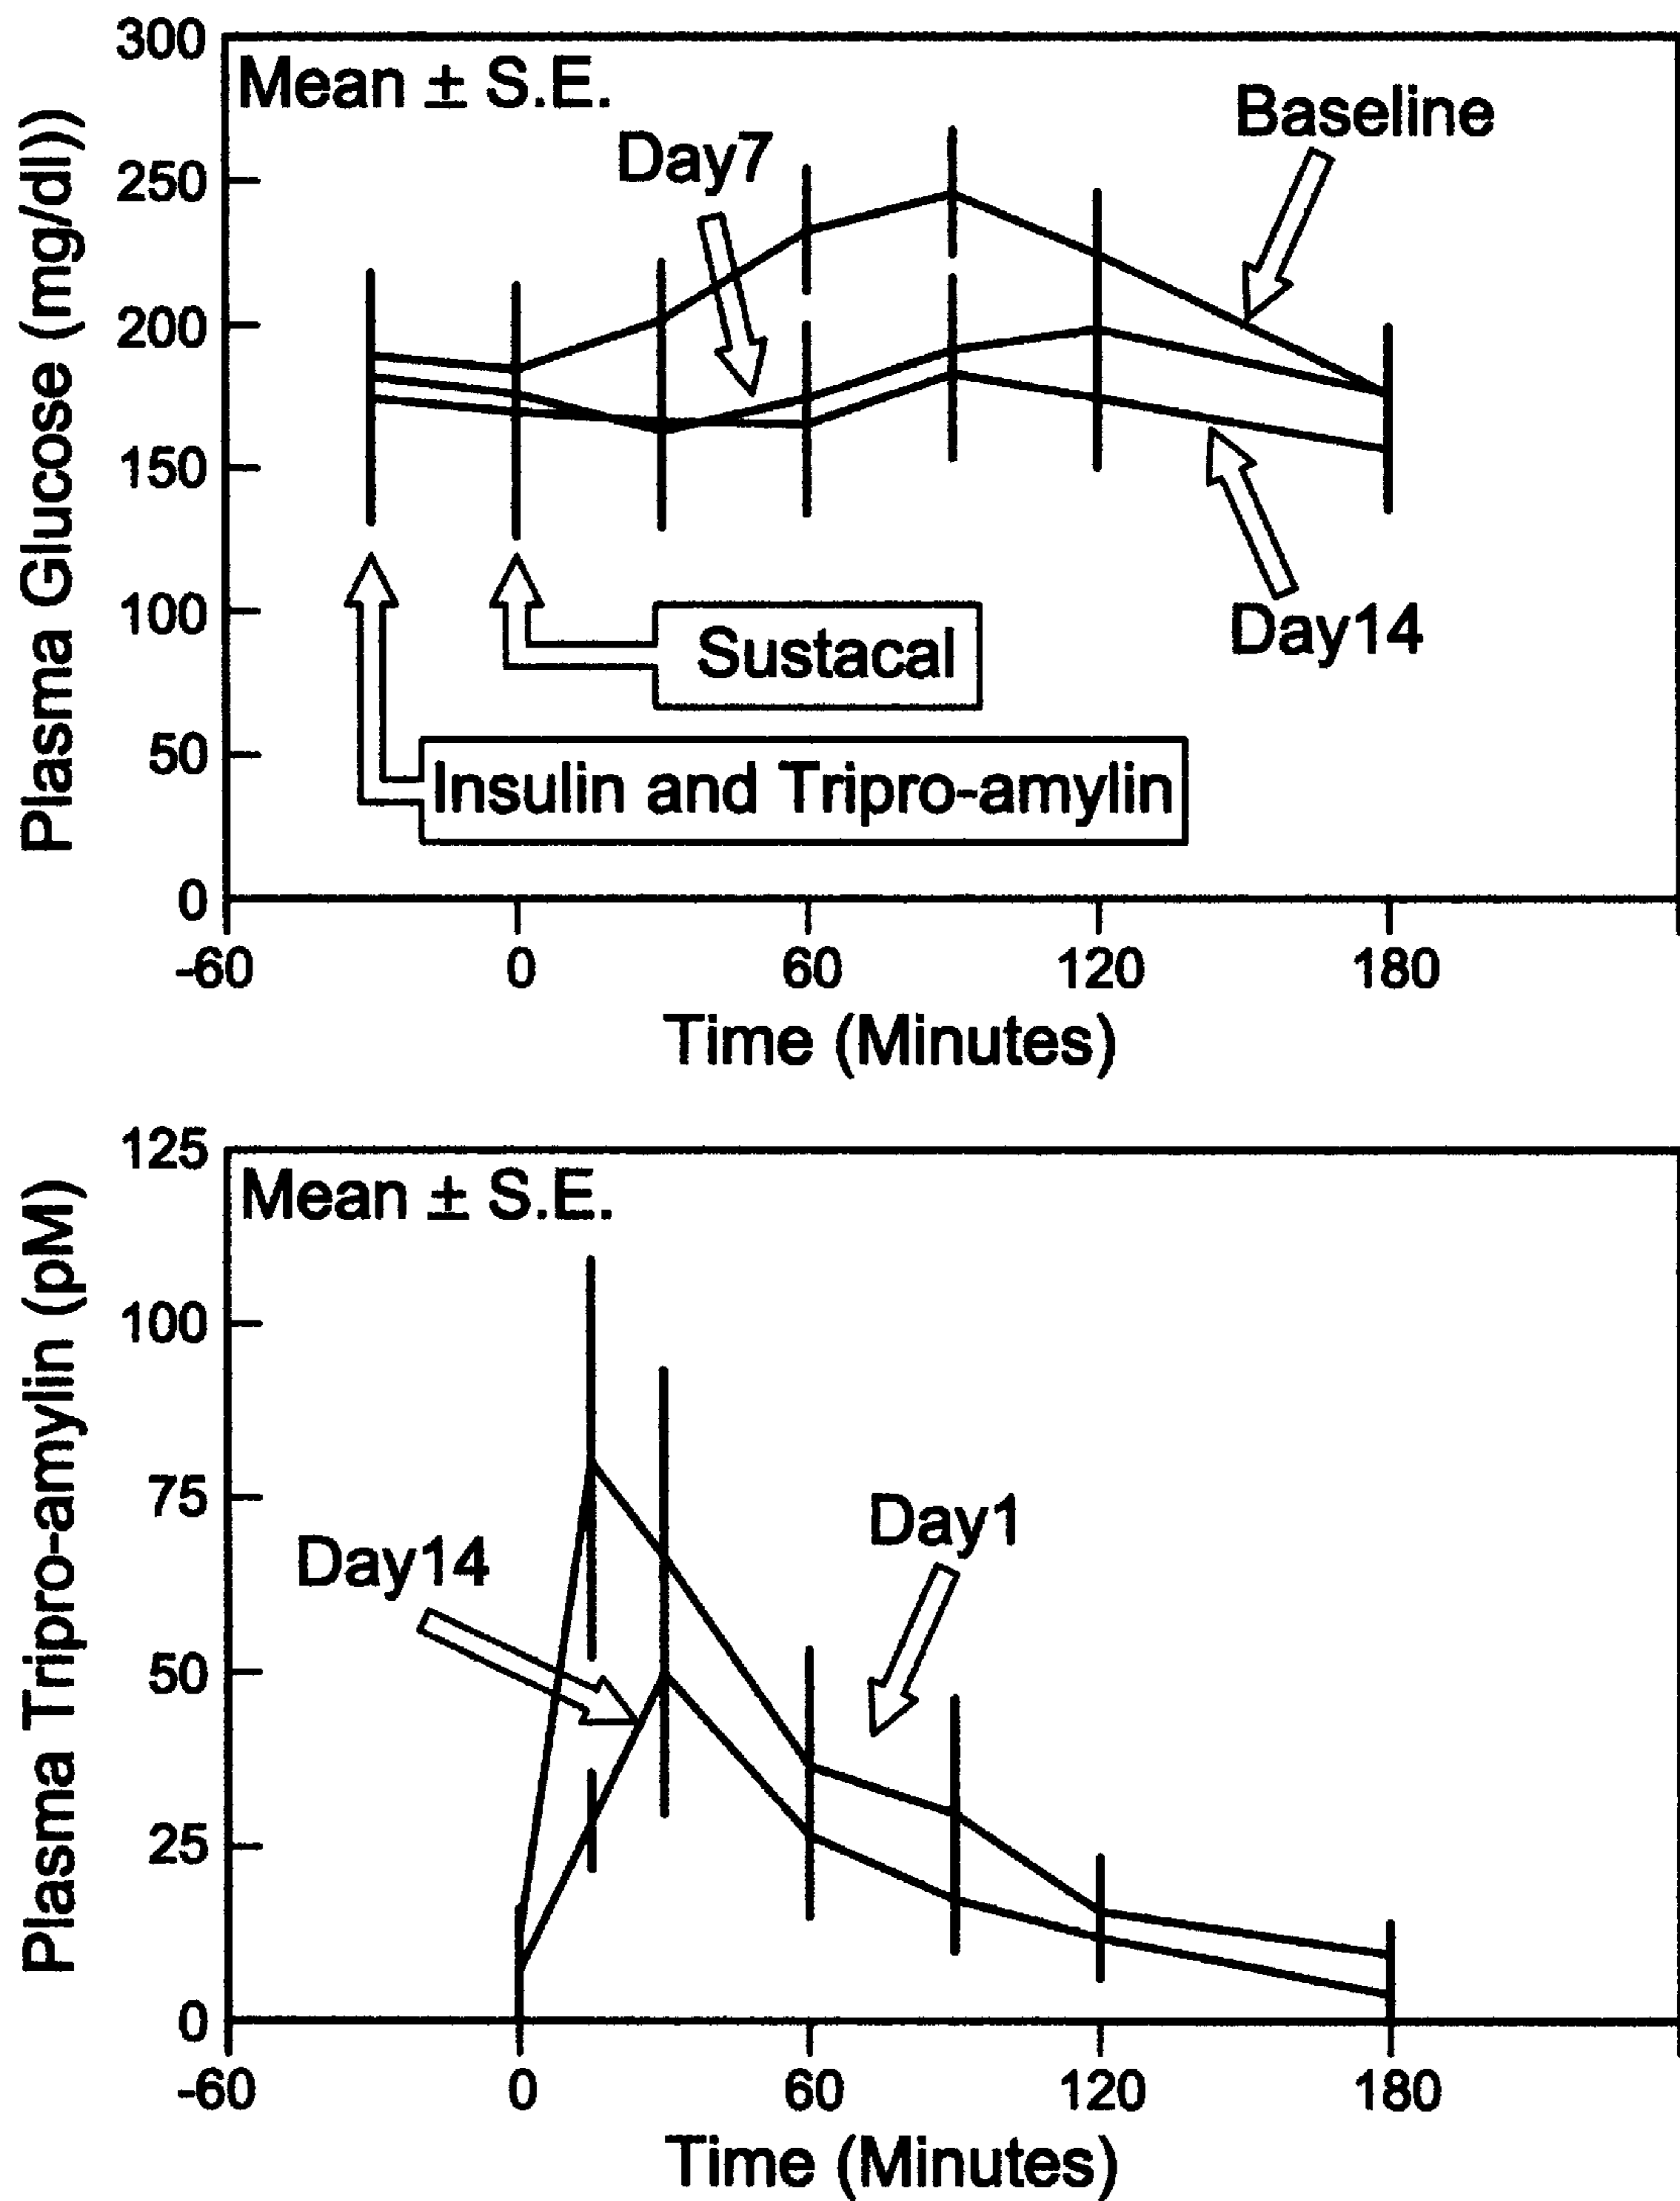 300
Mean ± S.E.
Baseline
Day7
250
200
150
100
50
0
Plasma Glucose (mg/dl))
Day14
Sustacal
Insulin and Tripro-amylin
-60 0 60 120 180
Time (Minutes)
125
Mean ± S.E.
100
75
50
25
0
Plasma Tripro-amylin (pM)
Day1
Day14
-60 0 60 120 180
Time (Minutes)